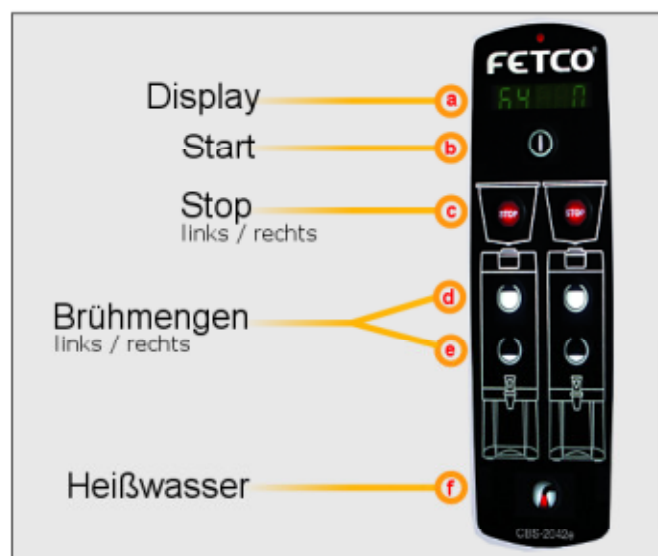 FETCO®
Display a
Start b
Stop c
links / rechts
STOP STOP
Brühmengen d
links / rechts
e
Heißwasser f
CBS-2042e